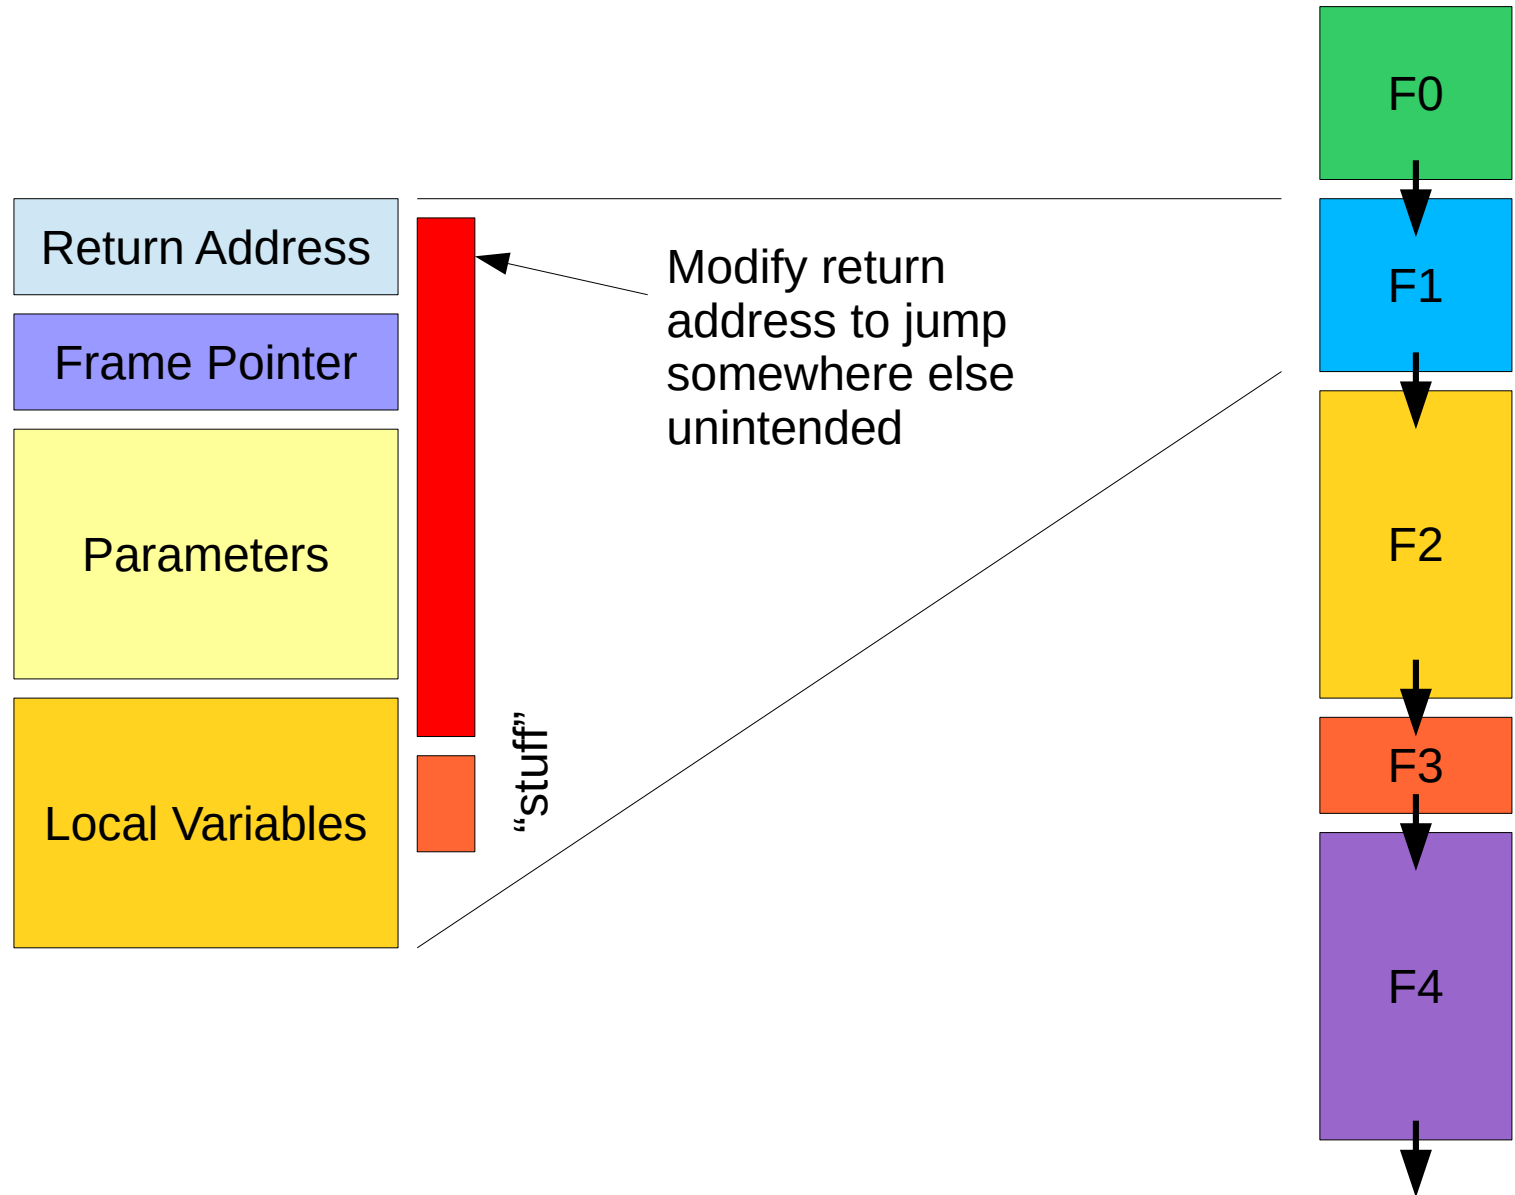 Return Address
Frame Pointer
Parameters
Local Variables
“stuff”
Modify return
address to jump
somewhere else
unintended
F0
F1
F2
F3
F4